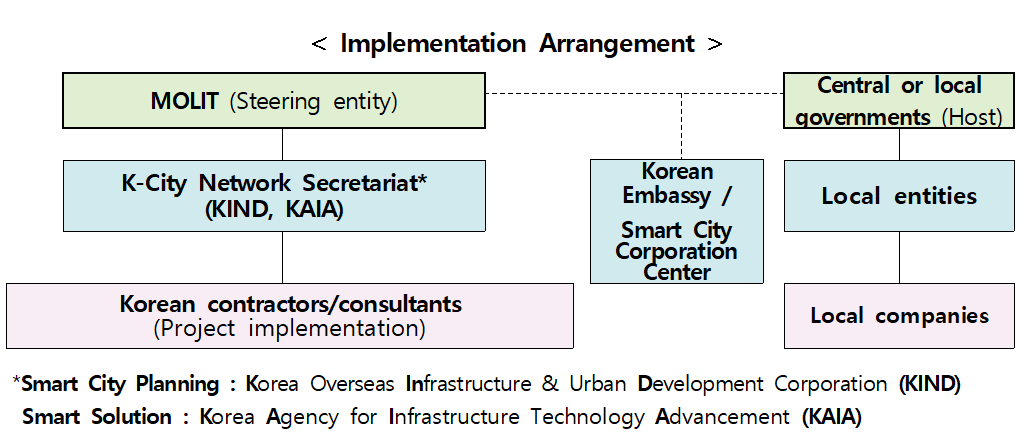 < Implementation Arrangement >
MOLIT (Steering entity)
Central or local
governments (Host)
K-City Network Secretariat*
(KIND, KAIA)
Korean
Embassy /
Smart City
Corporation
Center
Local entities
Korean contractors/consultants
(Project implementation)
Local companies
*Smart City Planning : Korea Overseas Infrastructure & Urban Development Corporation (KIND)
Smart Solution : Korea Agency for Infrastructure Technology Advancement (KAIA)